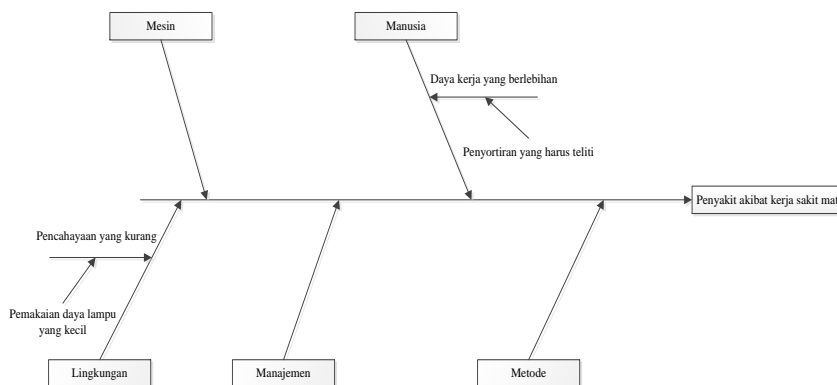 Mesin
Manusia
Daya kerja yang berlebihan
Penyortiran yang harus teliti
Penyakit akibat kerja sakit mat
Pencahayaan yang kurang
Pemakaian daya lampu
yang kecil
Lingkungan
Manajemen
Metode